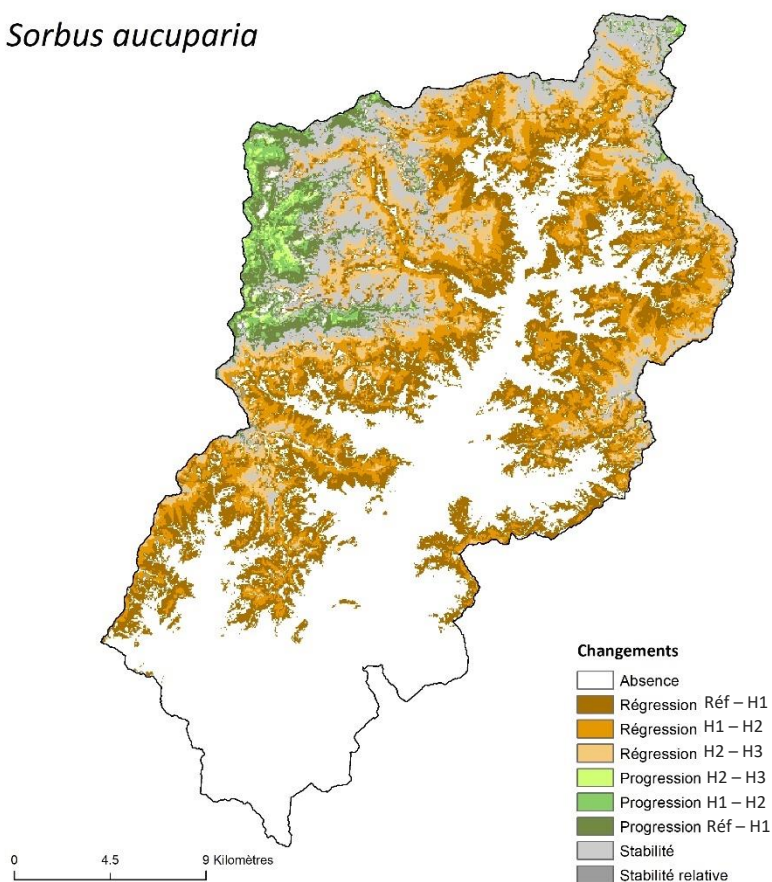 Sorbus aucuparia
Changements
Absence
Régression Réf – H1
Régression H1 – H2
Régression H2 – H3
Progression H2 – H3
Progression H1 – H2
Progression Réf – H1
Stabilité
Stabilité relative
0 4.5 9 Kilomètres